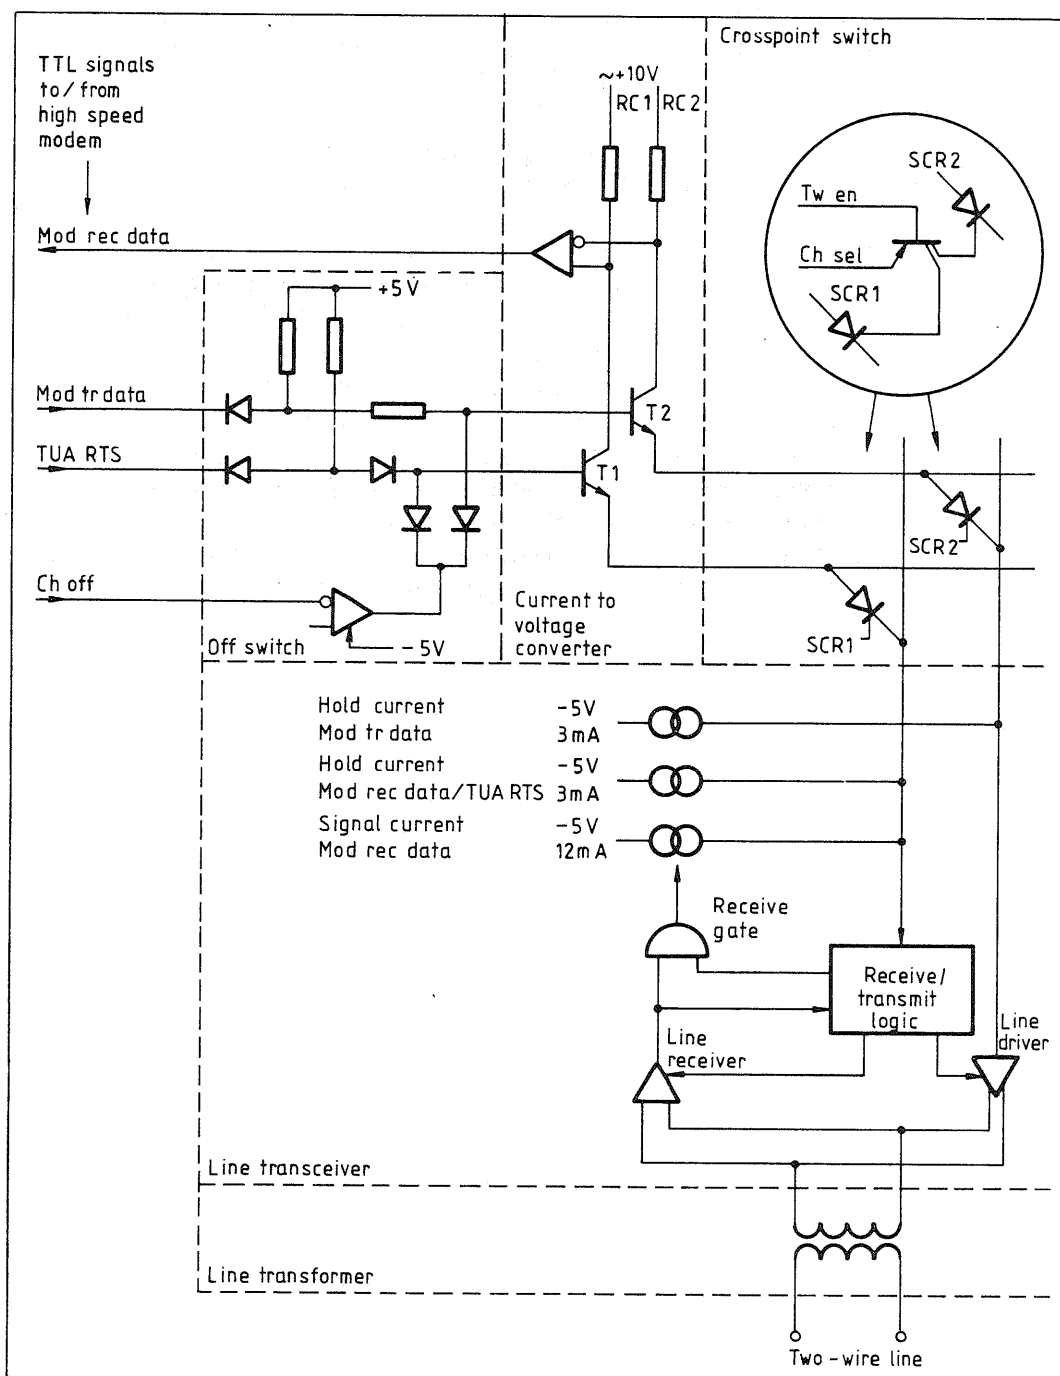 Crosspoint switch
TTL signals
to/from
high speed
modem
~+10V
RC1
RC2
SCR2
Tw en
Ch sel
SCR1
Mod rec data
+5V
Mod tr data
T2
TUA RTS
T1
SCR2
Ch off
SCR1
Off switch
-5V
Current to
voltage
converter
Hold current -5V
Mod tr data 3mA
Hold current -5V
Mod rec data/TUA RTS 3mA
Signal current -5V
Mod rec data 12mA
Receive
gate
Receive/
transmit
logic
Line
driver
Line
receiver
Line transceiver
Line transformer
Two-wire line